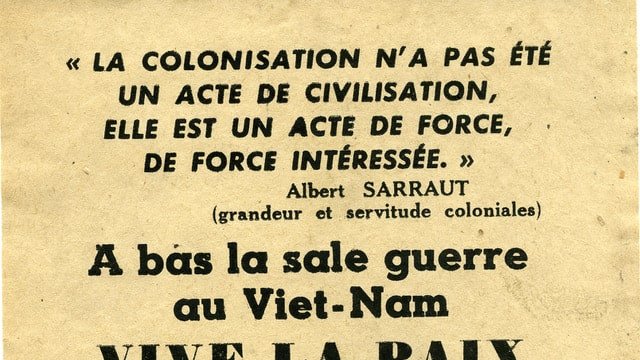 « LA COLONISATION N'A PAS ÉTÉ
UN ACTE DE CIVILISATION,
ELLE EST UN ACTE DE FORCE,
DE FORCE INTÉRESSÉE. »
Albert SARRAUT
(grandeur et servitude coloniales)
A bas la sale guerre
au Viet-Nam
VIVE LA PAIX